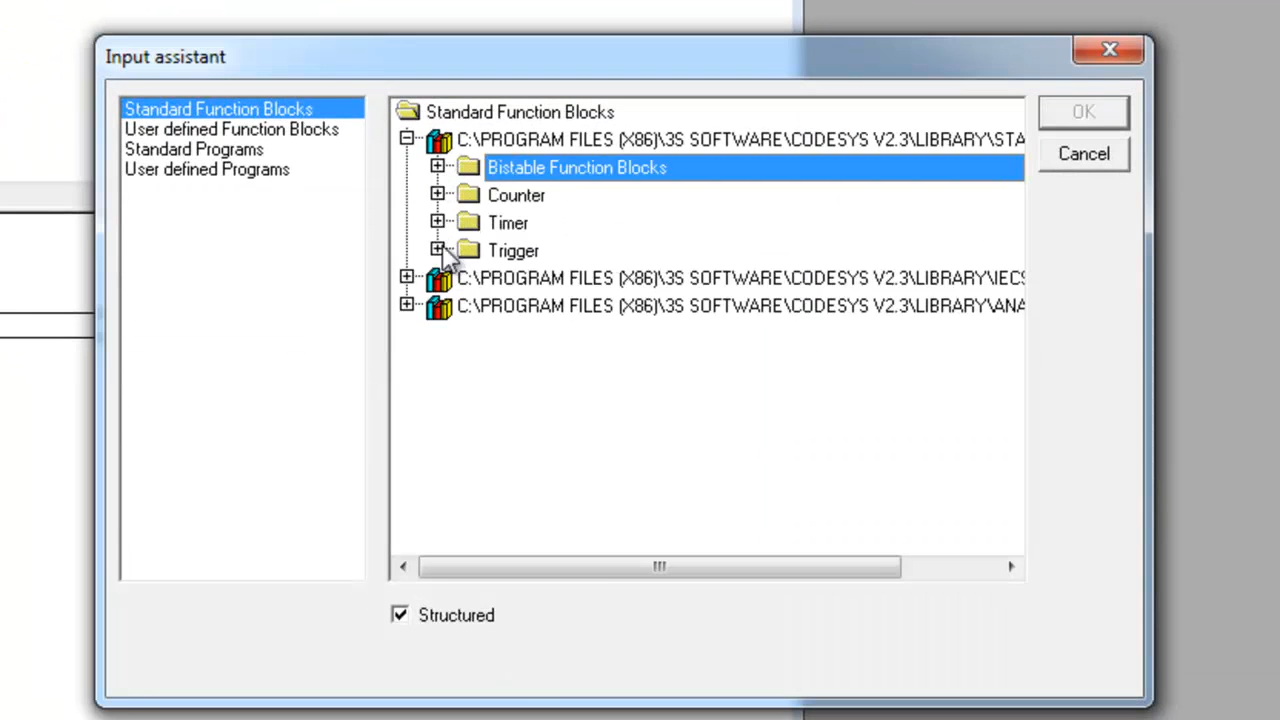 Input assistant
Standard Function Blocks
User defined Function Blocks
Standard Programs
User defined Programs
Standard Function Blocks
C:\PROGRAM FILES (X86)\3S SOFTWARE\CODESYS V2.3\LIBRARY\STA
Bistable Function Blocks
Counter
Timer
Trigger
C:\PROGRAM FILES (X86)\3S SOFTWARE\CODESYS V2.3\LIBRARY\IECS
C:\PROGRAM FILES (X86)\3S SOFTWARE\CODESYS V2.3\LIBRARY\ANA
OK
Cancel
Structured